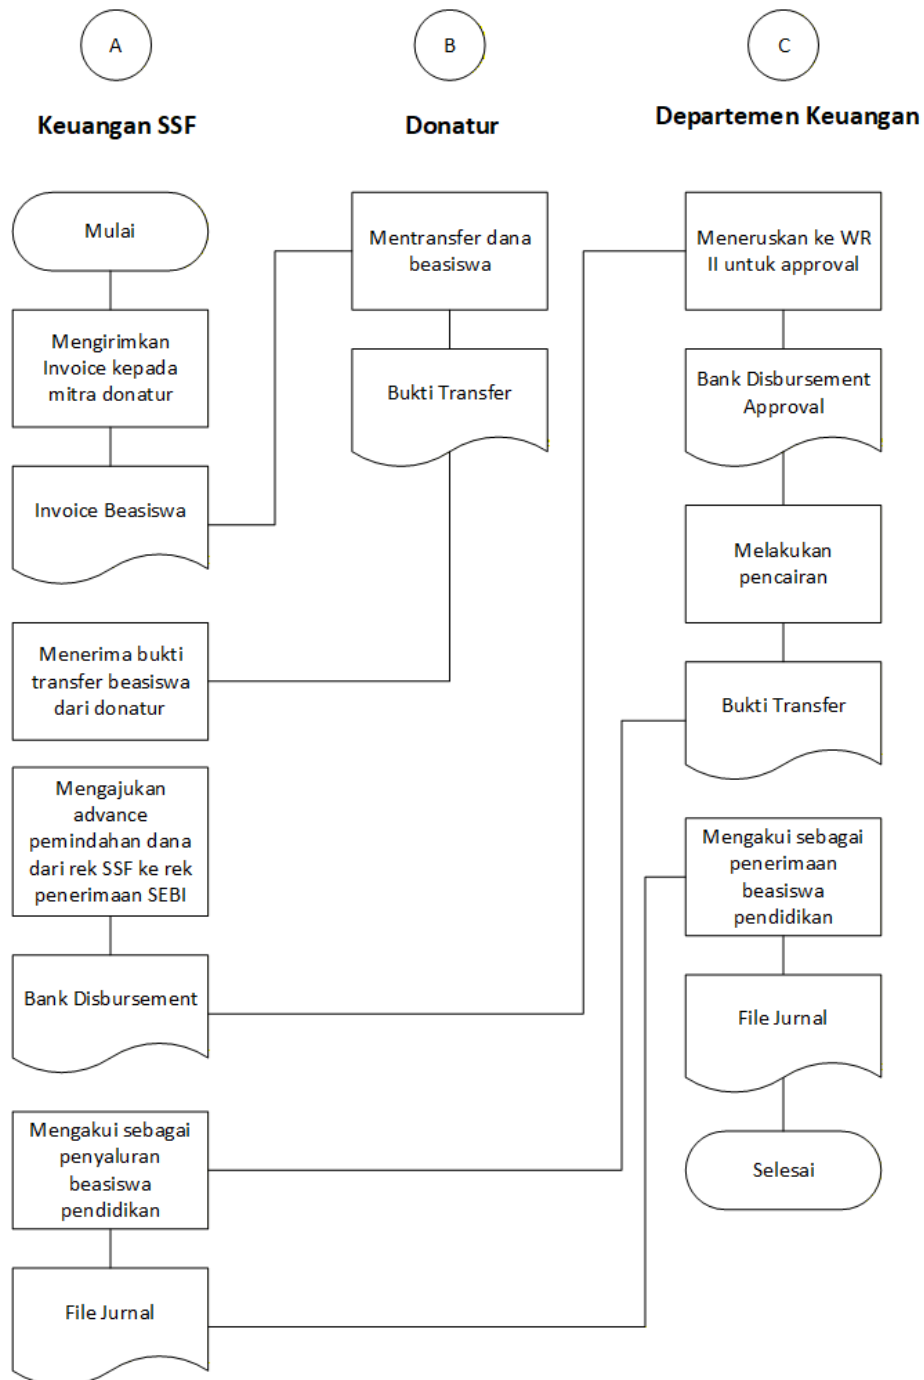 A
B
C
Keuangan SSF
Donatur
Departemen Keuangan
Mulai
Mengirimkan
Invoice kepada
mitra donatur
Invoice Beasiswa
Menerima bukti
transfer beasiswa
dari donatur
Mengajukan
advance
pemindahan dana
dari rek SSF ke rek
penerimaan SEBI
Bank Disbursement
Mengakui sebagai
penyaluran
beasiswa
pendidikan
File Jurnal
Mentransfer dana
beasiswa
Bukti Transfer
Meneruskan ke WR
II untuk approval
Bank Disbursement
Approval
Melakukan
pencairan
Bukti Transfer
Mengakui sebagai
penerimaan
beasiswa
pendidikan
File Jurnal
Selesai